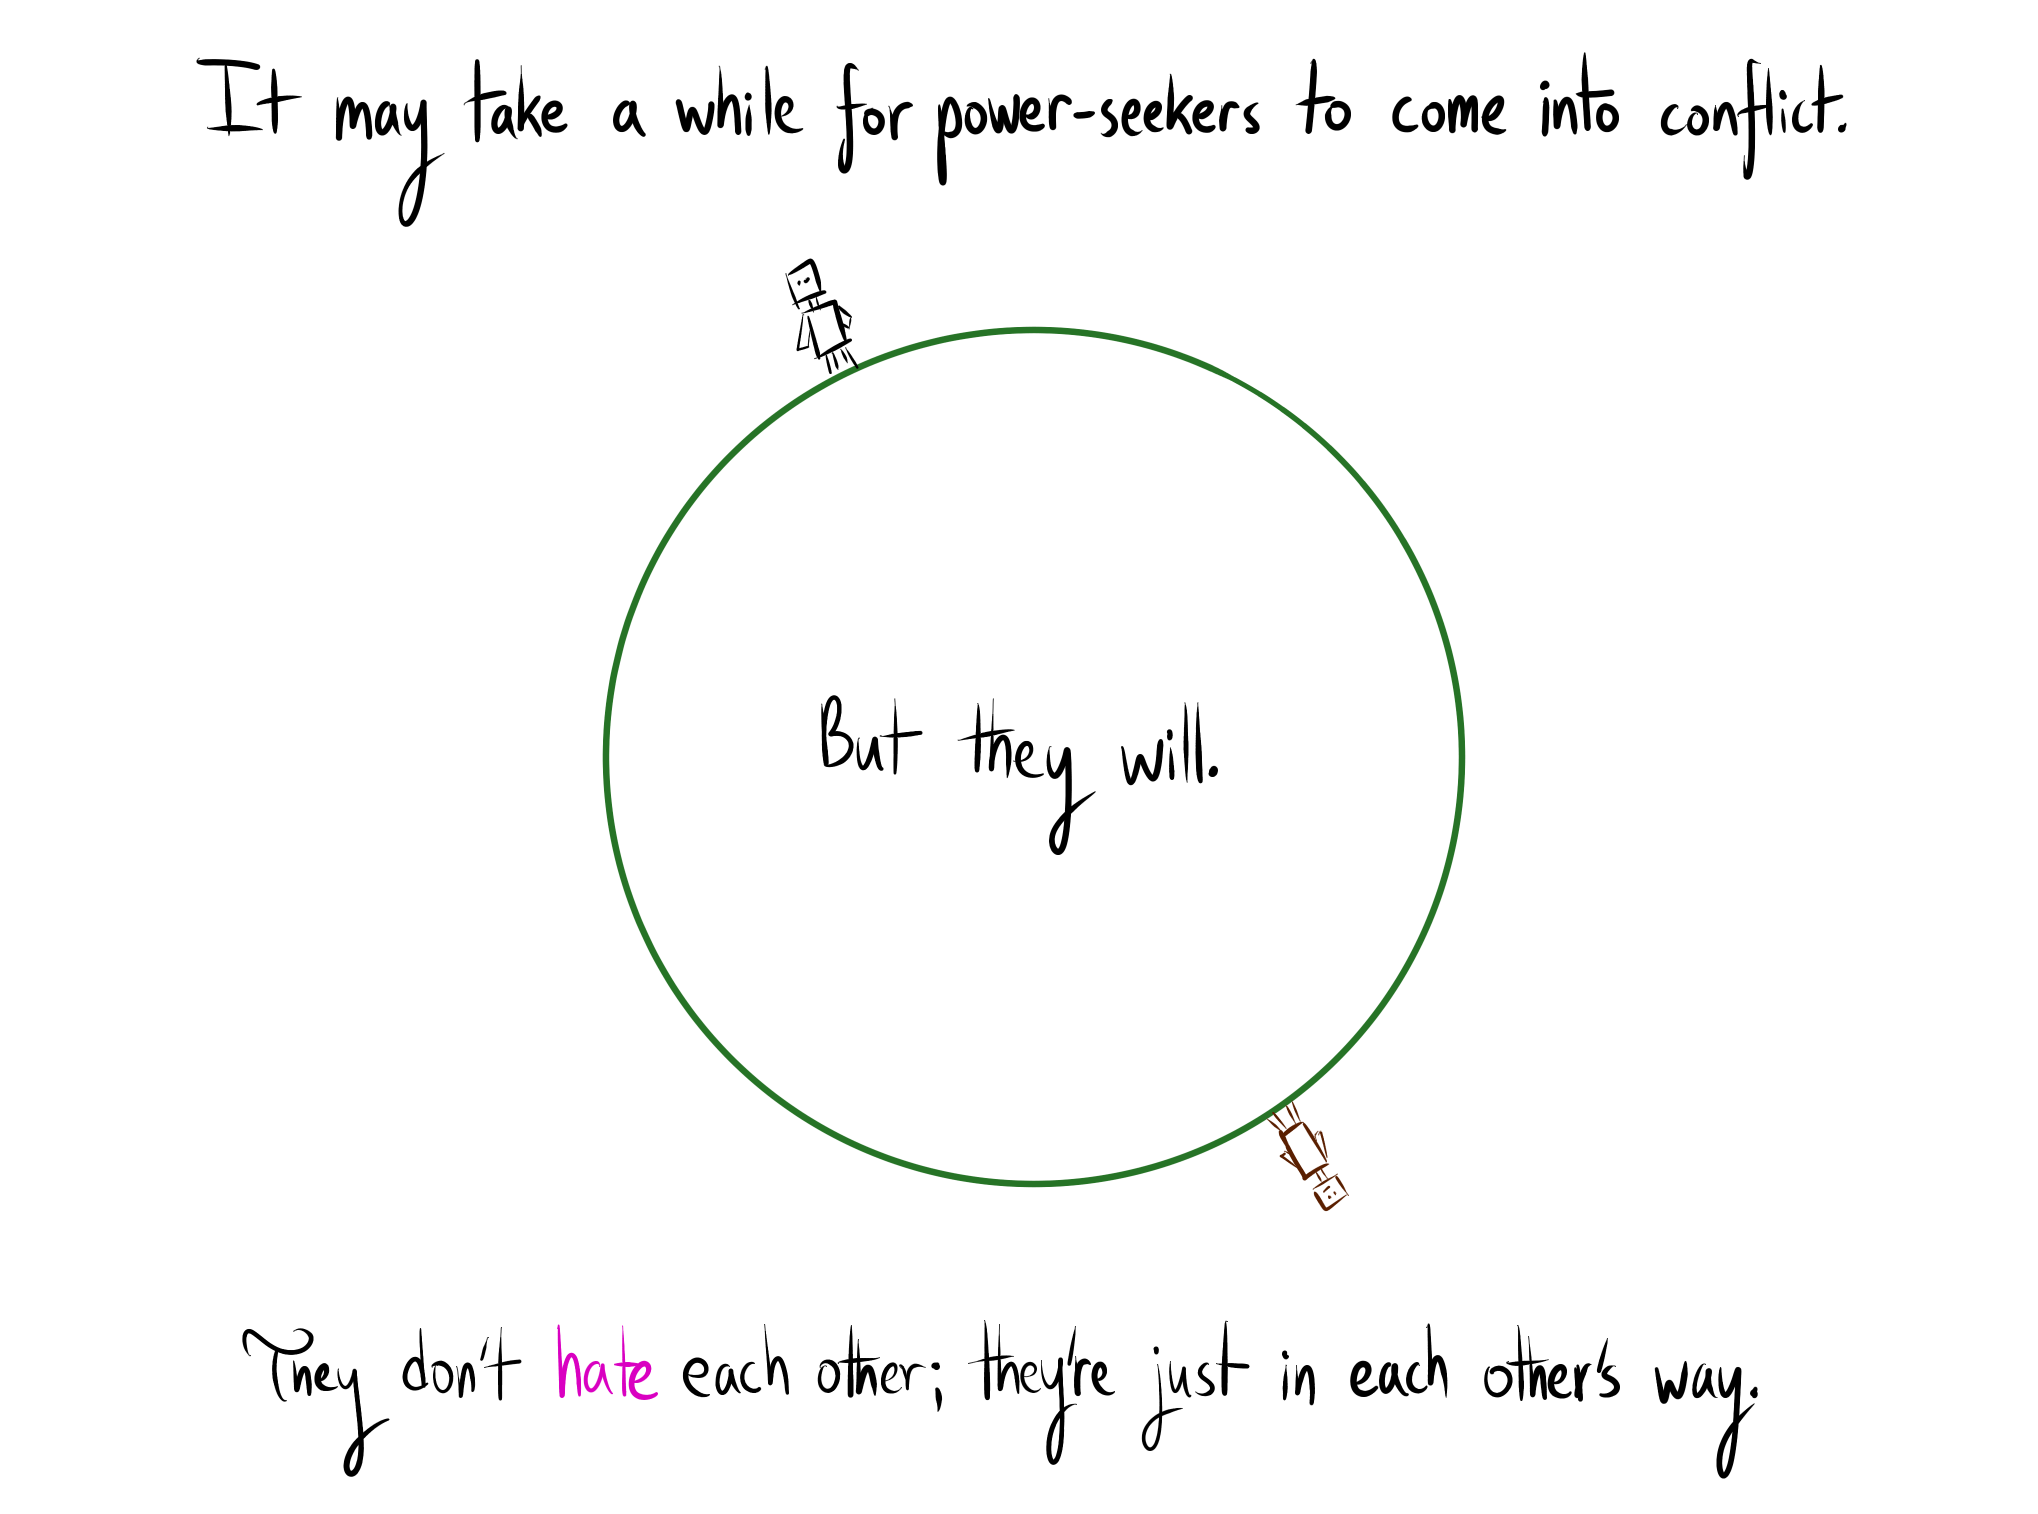 It may take a while for power-seekers to come into conflict.
But they will.
They don't hate each other; they're just in each other's way.